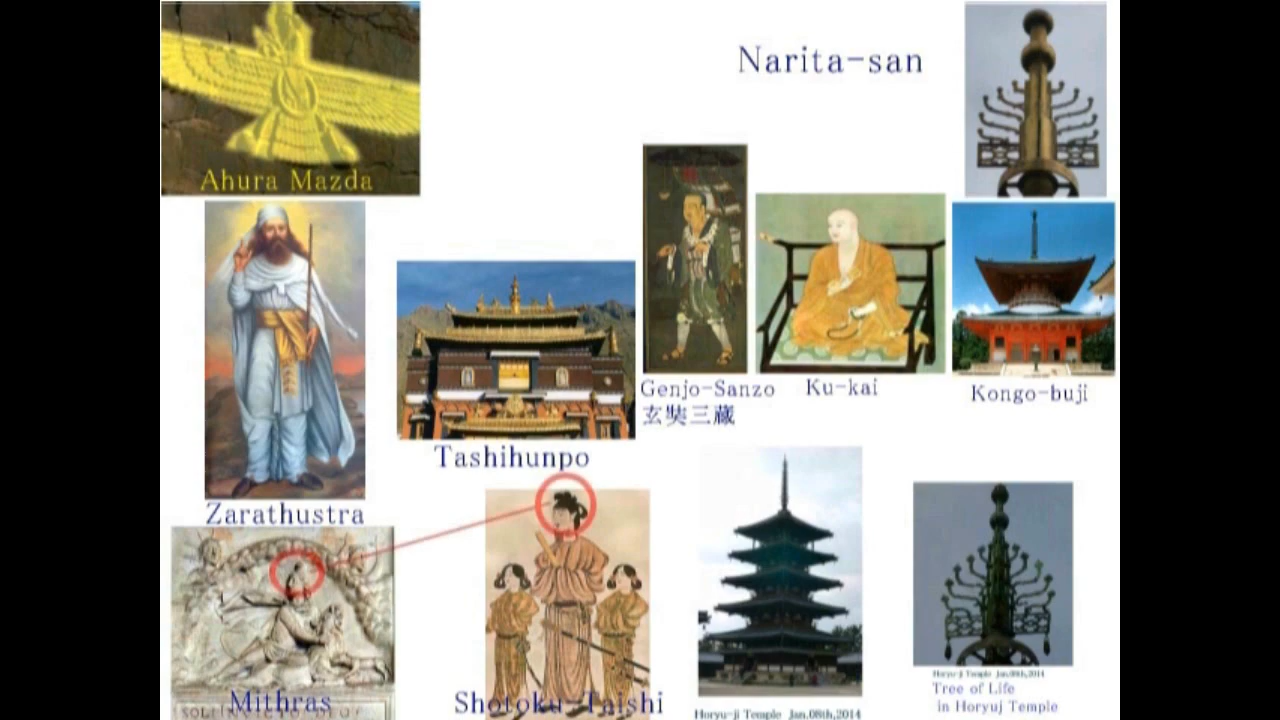 Narita-san
Ahura Mazda
Genjo-Sanzo
玄奘三蔵
Ku-kai
Kongo-buji
Tashihunpo
Zarathustra
Mithras
Shotoku-Taishi
Horyu-ji Temple Jan.08th,2014
Horyu-ji Temple Jan.08th,2014
Tree of Life
in Horyuj Temple